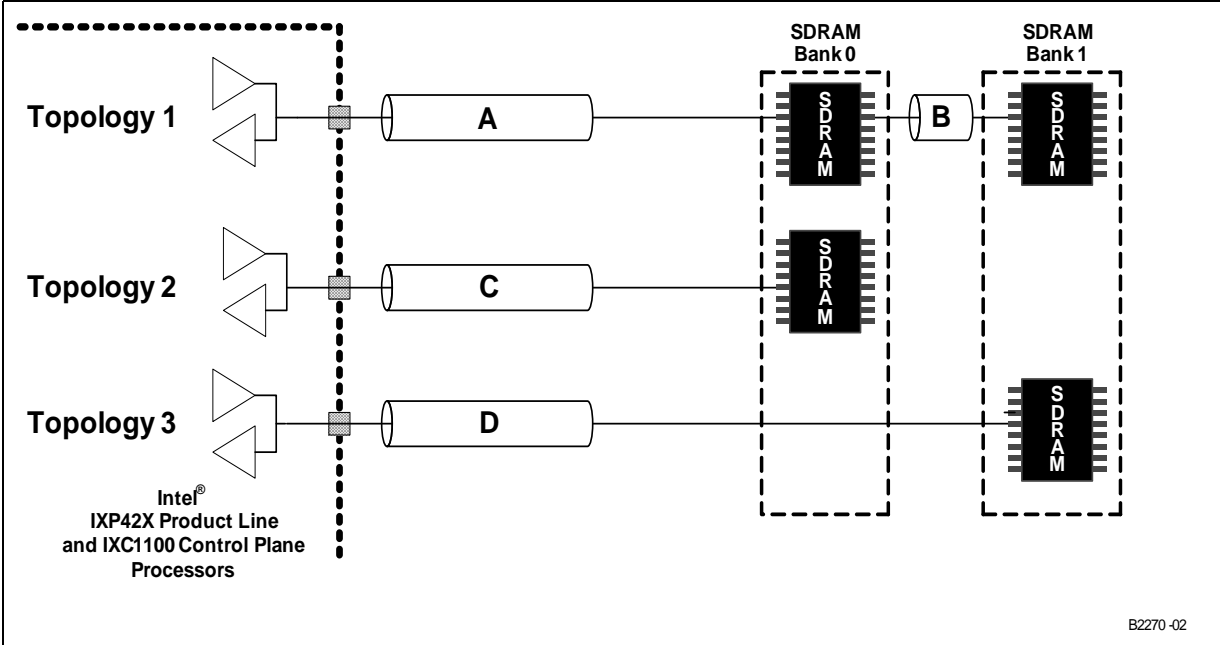 SDRAM
Bank 0
SDRAM
Bank 1
Topology 1
A
SDRAM
B
SDRAM
Topology 2
C
SDRAM
Topology 3
D
SDRAM
Intel®
IXP42X Product Line
and IXC1100 Control Plane
Processors
B2270 -02